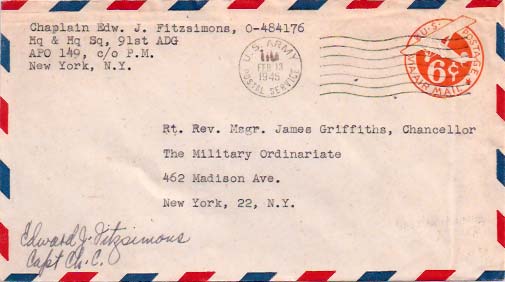 Chaplain Edw. J. Fitzsimons, O-484176
Hq & Hq Sq, 91st ADG
APO 149, c/o P.M.
New York, N.Y.
U.S. ARMY
FEB 13
1945
POSTAL SERVICE
U.S. POSTAGE
6¢
VIA AIR MAIL
Rt. Rev. Msgr. James Griffiths, Chancellor
The Military Ordinariate
462 Madison Ave.
New York, 22, N.Y.
Edward J. Fitzsimons
Capt Ch. C.